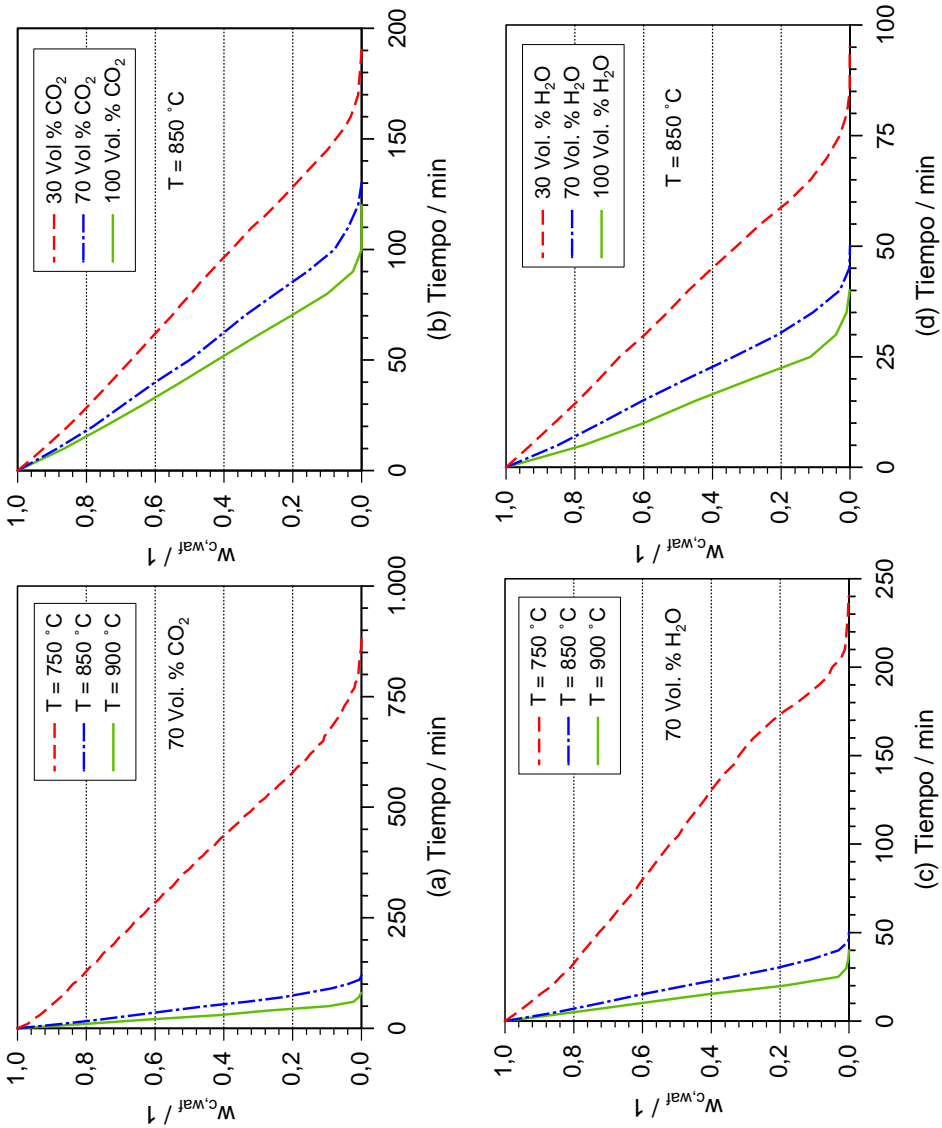 1,0
0,8
0,6
0,4
0,2
0,0
w_c,waf / 1
T = 750 °C
T = 850 °C
T = 900 °C
70 Vol. % CO₂
0 250 500 750 1.000
(a) Tiempo / min
1,0
0,8
0,6
0,4
0,2
0,0
w_c,waf / 1
30 Vol % CO₂
70 Vol % CO₂
100 Vol. % CO₂
T = 850 °C
0 50 100 150 200
(b) Tiempo / min
1,0
0,8
0,6
0,4
0,2
0,0
w_c,waf / 1
T = 750 °C
T = 850 °C
T = 900 °C
70 Vol. % H₂O
0 50 100 150 200 250
(c) Tiempo / min
1,0
0,8
0,6
0,4
0,2
0,0
w_c,waf / 1
30 Vol. % H₂O
70 Vol. % H₂O
100 Vol. % H₂O
T = 850 °C
0 25 50 75 100
(d) Tiempo / min